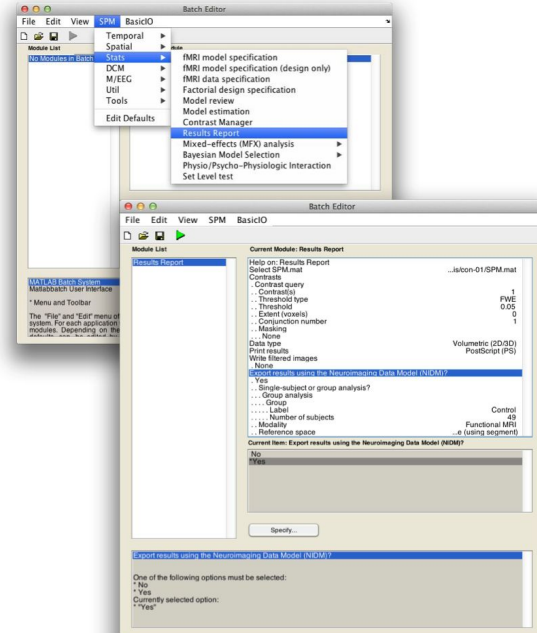 Batch Editor
File Edit View SPM BasicIO
Module List
No Modules in Batch
Temporal
Spatial
Stats
DCM
M/EEG
Util
Tools
Edit Defaults
fMRI model specification
fMRI model specification (design only)
fMRI data specification
Factorial design specification
Model review
Model estimation
Contrast Manager
Results Report
Mixed-effects (MFX) analysis
Bayesian Model Selection
Physio/Psycho-Physiologic Interaction
Set Level test
MATLAB Batch System
Matlabbatch User Interface
* Menu and Toolbar
The "File" and "Edit" menu of
system. For each application
modules. Depending on the
Batch Editor
File Edit View SPM BasicIO
Module List
Results Report
Current Module: Results Report
Help on: Results Report
Select SPM.mat ...is/con-01/SPM.mat
Contrasts
. Contrast query
. . Contrast(s) 1
. . Threshold type FWE
. . Threshold 0.05
. . Extent (voxels) 0
. . Conjunction number 1
. . Masking
. . . None
Data type Volumetric (2D/3D)
Print results PostScript (PS)
Write filtered images
. None
Export results using the Neuroimaging Data Model (NIDM)?
. Yes
. . Single-subject or group analysis?
. . . Group analysis
. . . . Group
. . . . . Label Control
. . . . . Number of subjects 49
. . Modality Functional MRI
. . Reference space ...e (using segment)
Current Item: Export results using the Neuroimaging Data Model (NIDM)?
No
*Yes
Specify...
Export results using the Neuroimaging Data Model (NIDM)?
One of the following options must be selected:
* No
* Yes
Currently selected option:
* "Yes"